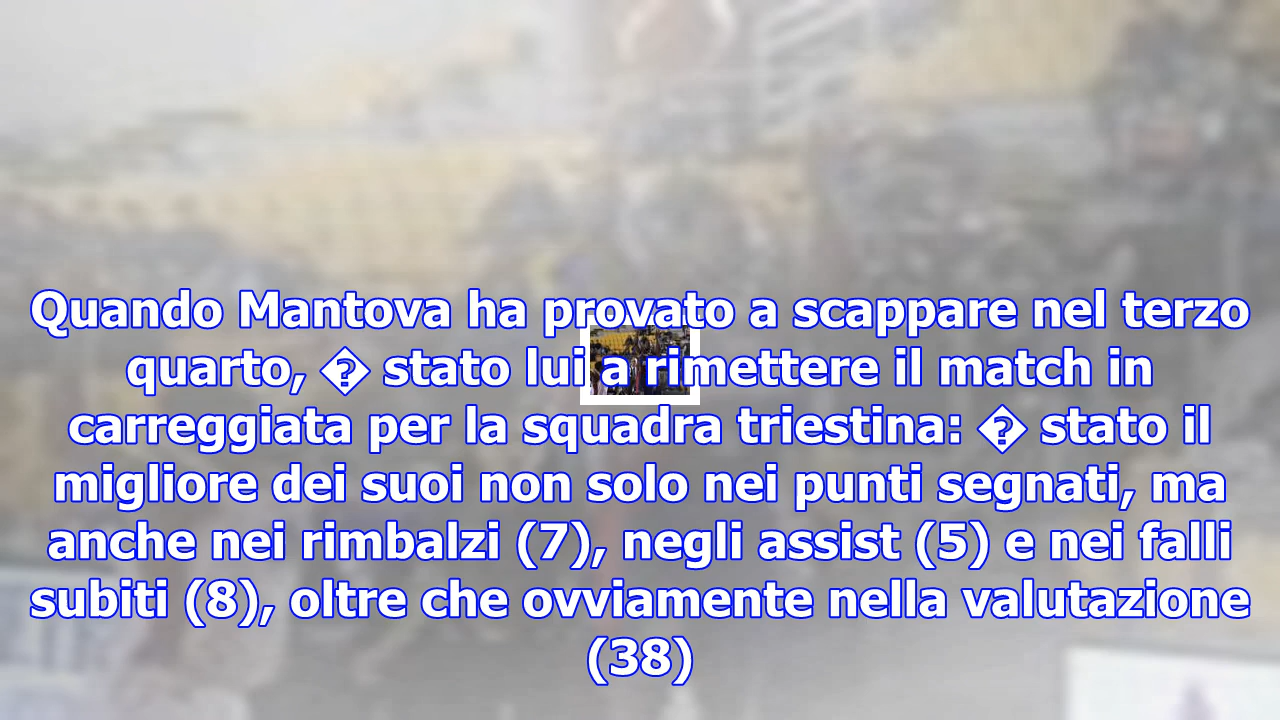 Quando Mantova ha provato a scappare nel terzo
quarto, � stato lui a rimettere il match in
carreggiata per la squadra triestina: � stato il
migliore dei suoi non solo nei punti segnati, ma
anche nei rimbalzi (7), negli assist (5) e nei falli
subiti (8), oltre che ovviamente nella valutazione
(38)